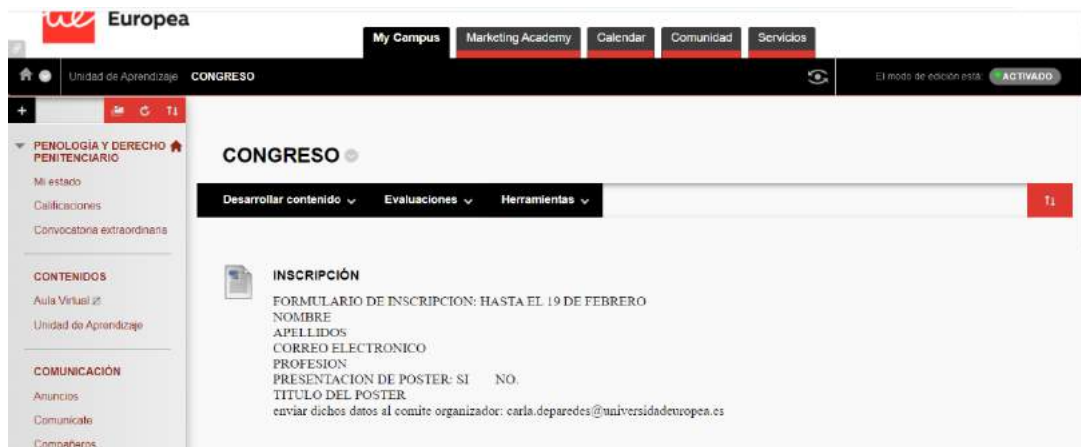 ue Europea
My Campus
Marketing Academy
Calendar
Comunidad
Servicios
Unidad de Aprendizaje CONGRESO
El modo de edición está: ACTIVADO
PENOLOGÍA Y DERECHO PENITENCIARIO
Mi estado
Calificaciones
Convocatoria extraordinaria
CONTENIDOS
Aula Virtual
Unidad de Aprendizaje
COMUNICACIÓN
Anuncios
Comunícate
Compañeros
CONGRESO
Desarrollar contenido
Evaluaciones
Herramientas
INSCRIPCIÓN
FORMULARIO DE INSCRIPCION: HASTA EL 19 DE FEBRERO
NOMBRE
APELLIDOS
CORREO ELECTRONICO
PROFESION
PRESENTACION DE POSTER: SI NO.
TITULO DEL POSTER
enviar dichos datos al comite organizador: carla.deparedes@universidadeuropea.es